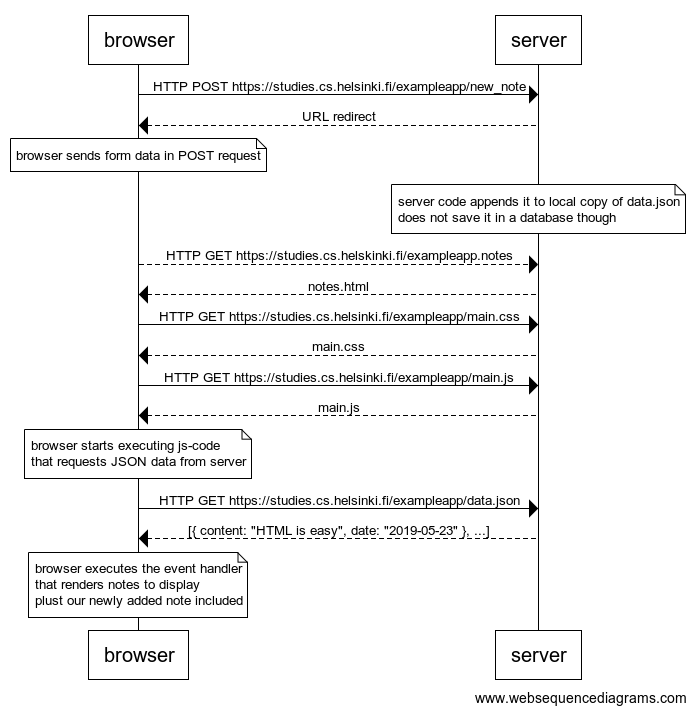 browser
server
HTTP POST https://studies.cs.helsinki.fi/exampleapp/new_note
URL redirect
browser sends form data in POST request
server code appends it to local copy of data.json
does not save it in a database though
HTTP GET https://studies.cs.helskinki.fi/exampleapp.notes
notes.html
HTTP GET https://studies.cs.helsinki.fi/exampleapp/main.css
main.css
HTTP GET https://studies.cs.helsinki.fi/exampleapp/main.js
main.js
browser starts executing js-code
that requests JSON data from server
HTTP GET https://studies.cs.helsinki.fi/exampleapp/data.json
[{ content: "HTML is easy", date: "2019-05-23" }, ...]
browser executes the event handler
that renders notes to display
plust our newly added note included
browser
server
www.websequencediagrams.com